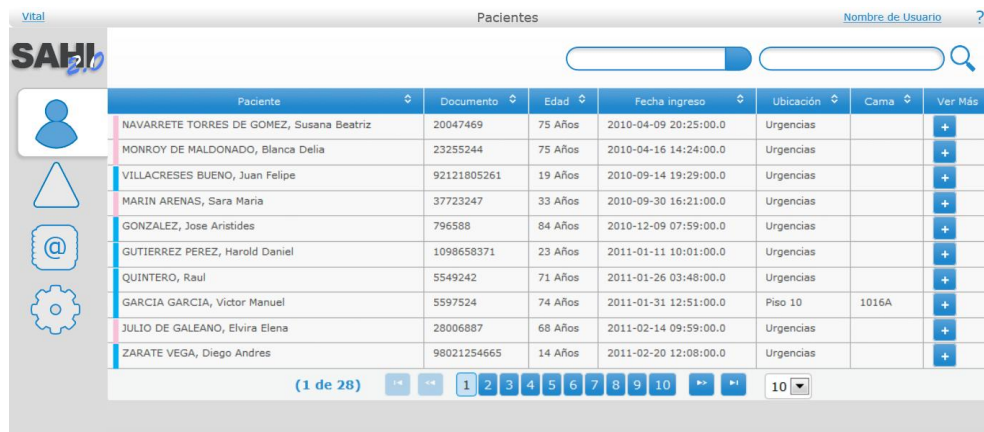 Vital Pacientes Nombre de Usuario ?
SAHI 2.0
Paciente Documento Edad Fecha ingreso Ubicación Cama Ver Más
NAVARRETE TORRES DE GOMEZ, Susana Beatriz 20047469 75 Años 2010-04-09 20:25:00.0 Urgencias +
MONROY DE MALDONADO, Blanca Delia 23255244 75 Años 2010-04-16 14:24:00.0 Urgencias +
VILLACRESES BUENO, Juan Felipe 92121805261 19 Años 2010-09-14 19:29:00.0 Urgencias +
MARIN ARENAS, Sara Maria 37723247 33 Años 2010-09-30 16:21:00.0 Urgencias +
GONZALEZ, Jose Aristides 796588 84 Años 2010-12-09 07:59:00.0 Urgencias +
@
GUTIERREZ PEREZ, Harold Daniel 1098658371 23 Años 2011-01-11 10:01:00.0 Urgencias +
QUINTERO, Raul 5549242 71 Años 2011-01-26 03:48:00.0 Urgencias +
GARCIA GARCIA, Victor Manuel 5597524 74 Años 2011-01-31 12:51:00.0 Piso 10 1016A +
JULIO DE GALEANO, Elvira Elena 28006887 68 Años 2011-02-14 09:59:00.0 Urgencias +
ZARATE VEGA, Diego Andres 98021254665 14 Años 2011-02-20 12:08:00.0 Urgencias +
(1 de 28) 1 2 3 4 5 6 7 8 9 10 10